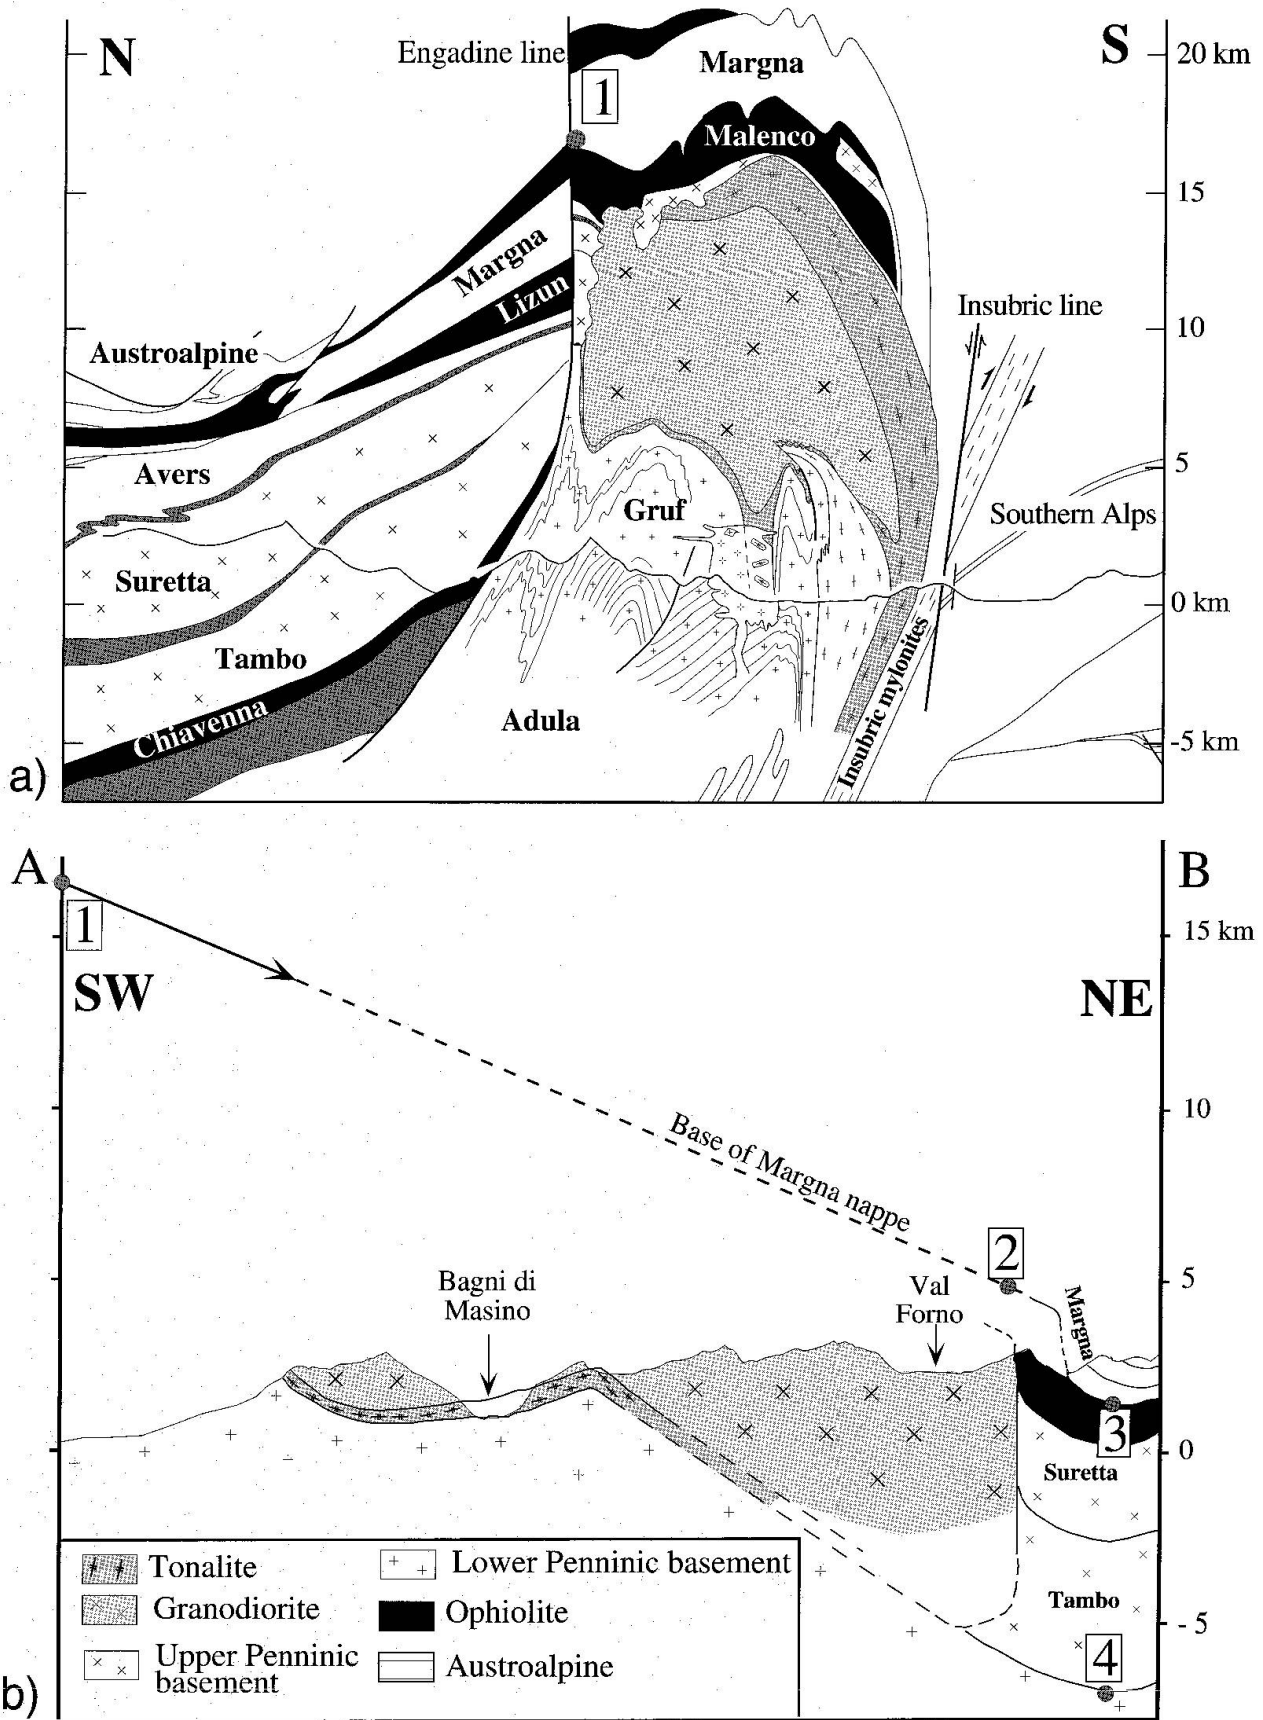 N
Engadine line
S
20 km
Margna
1
Malenco
15
Margna
Lizun
Insubric line
10
Austroalpine
Avers
5
Gruf
Southern Alps
Suretta
0 km
Tambo
Chiavenna
Adula
Insubric mylonites
-5 km
a)
A
B
1
15 km
SW
NE
10
Base of Margna nappe
2
5
Bagni di
Masino
Val
Forno
Margna
3
0
Suretta
Tonalite
Lower Penninic basement
Granodiorite
Ophiolite
Tambo
- 5
Upper Penninic
basement
Austroalpine
4
b)